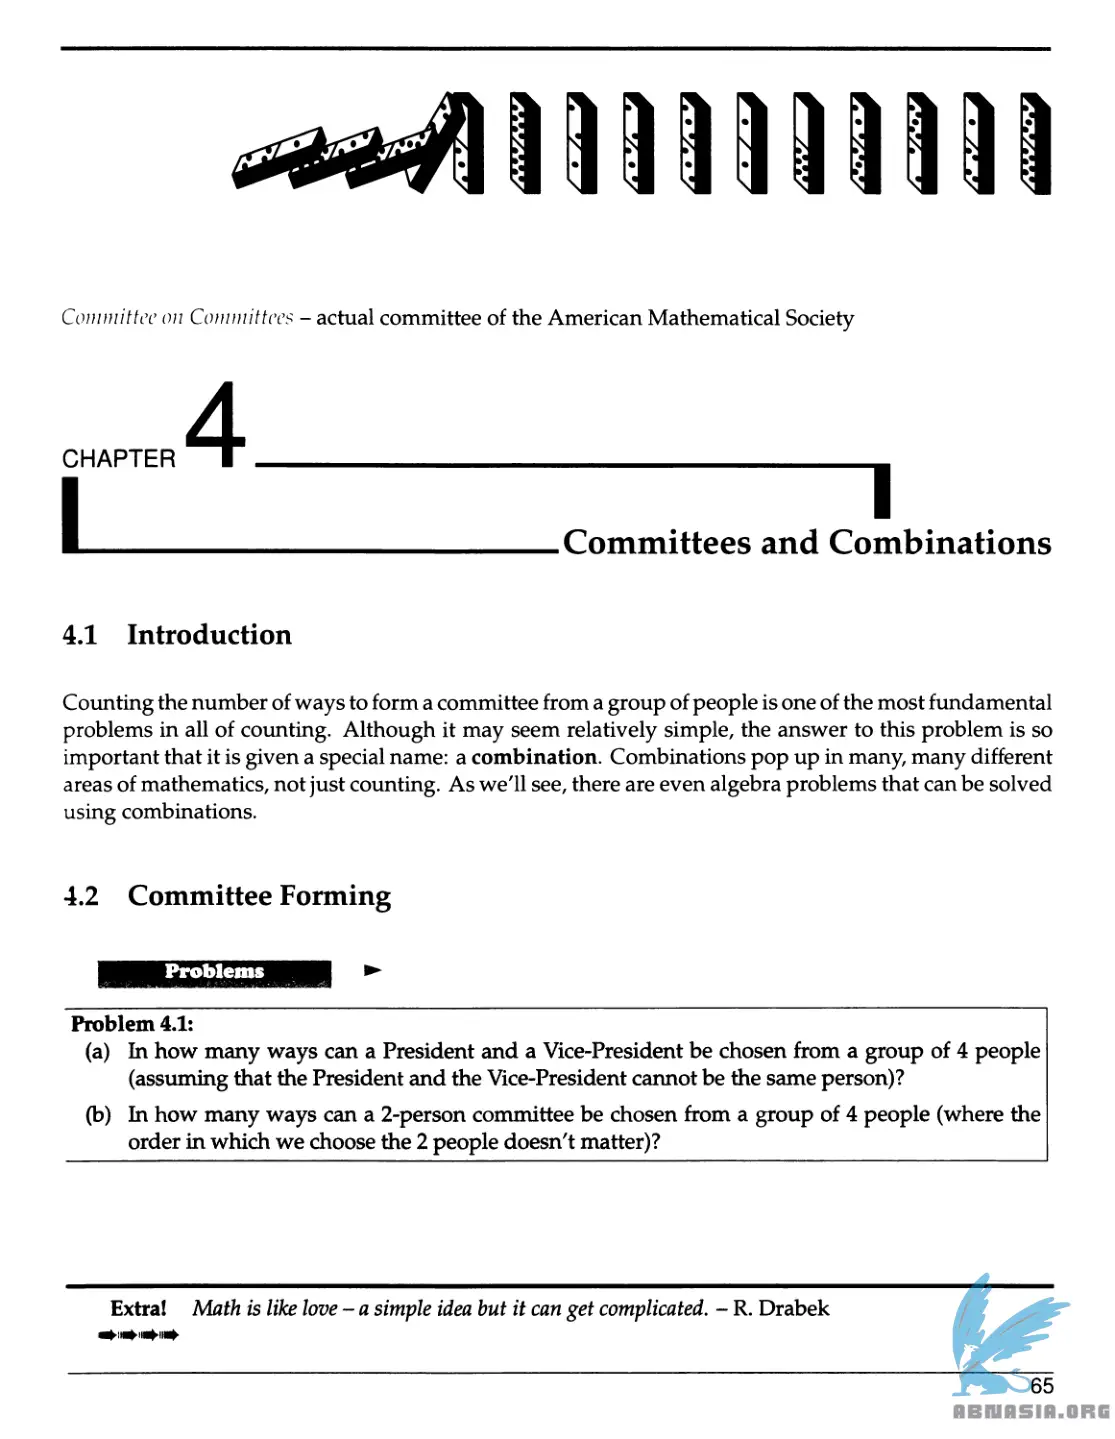 Committee on Committees – actual committee of the American Mathematical Society
CHAPTER 4
Committees and Combinations
4.1 Introduction
Counting the number of ways to form a committee from a group of people is one of the most fundamental
problems in all of counting. Although it may seem relatively simple, the answer to this problem is so
important that it is given a special name: a combination. Combinations pop up in many, many different
areas of mathematics, not just counting. As we'll see, there are even algebra problems that can be solved
using combinations.
4.2 Committee Forming
Problems
Problem 4.1:
(a) In how many ways can a President and a Vice-President be chosen from a group of 4 people
(assuming that the President and the Vice-President cannot be the same person)?
(b) In how many ways can a 2-person committee be chosen from a group of 4 people (where the
order in which we choose the 2 people doesn't matter)?
Extra! Math is like love – a simple idea but it can get complicated. – R. Drabek
65
ABNASIA.ORG